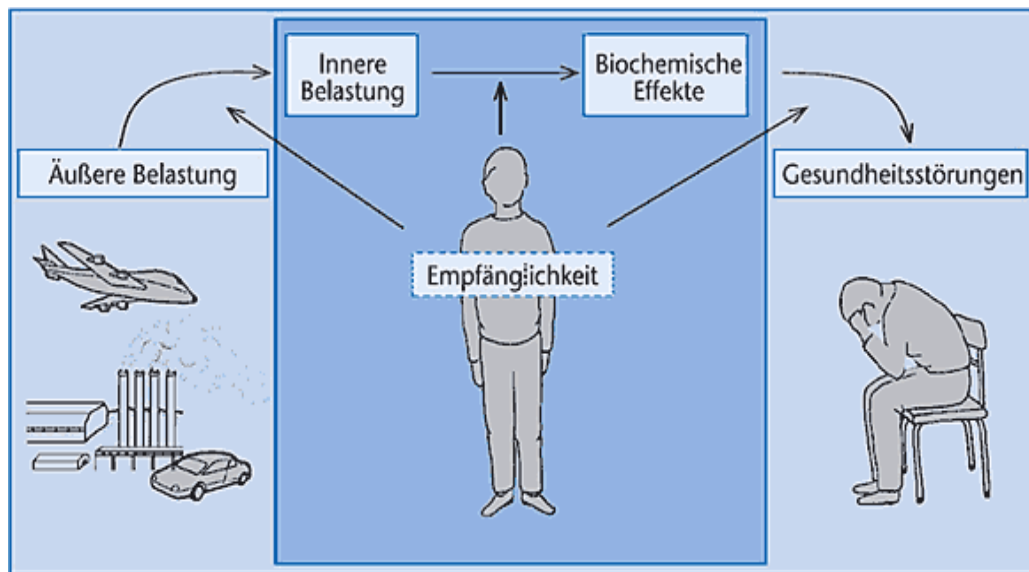 Innere
Belastung
Biochemische
Effekte
Äußere Belastung
Gesundheitsstörungen
Empfänglichkeit